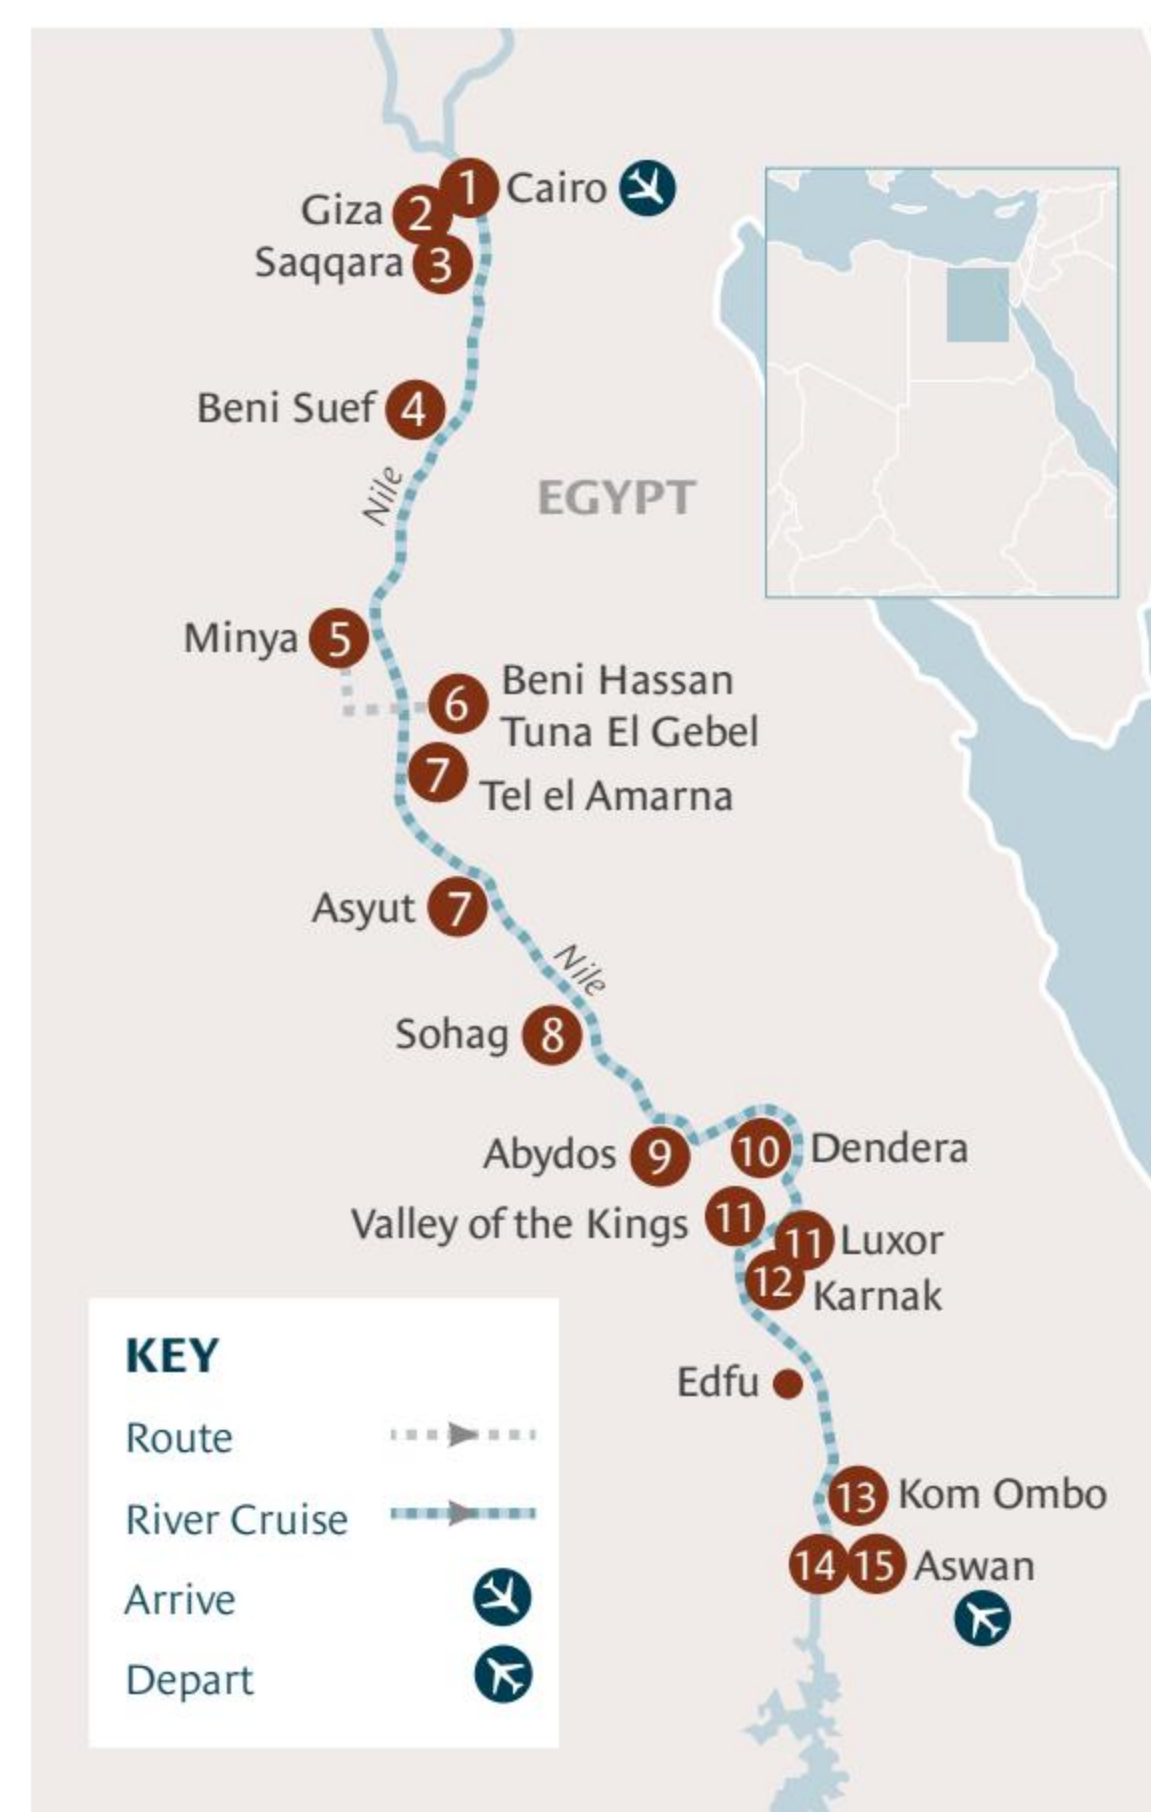 1 Cairo
Giza 2
Saqqara 3
Beni Suef 4
Nile
EGYPT
Minya 5
6 Beni Hassan
Tuna El Gebel
7 Tel el Amarna
Asyut 7
Nile
Sohag 8
Abydos 9
10 Dendera
Valley of the Kings 11
11 Luxor
12 Karnak
Edfu
13 Kom Ombo
14 15 Aswan
KEY
Route
River Cruise
Arrive
Depart